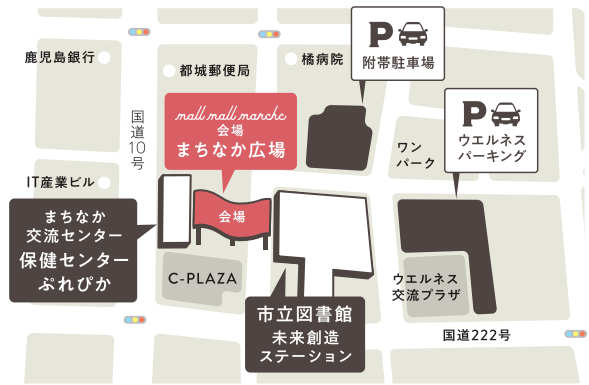 鹿児島銀行
都城郵便局
橘病院
P
附帯駐車場
国道10号
mall mall marche
会場
まちなか広場
ワン
パーク
P
ウエルネス
パーキング
IT産業ビル
まちなか
交流センター
保健センター
ぷれぴか
会場
C-PLAZA
市立図書館
未来創造
ステーション
ウエルネス
交流プラザ
国道222号